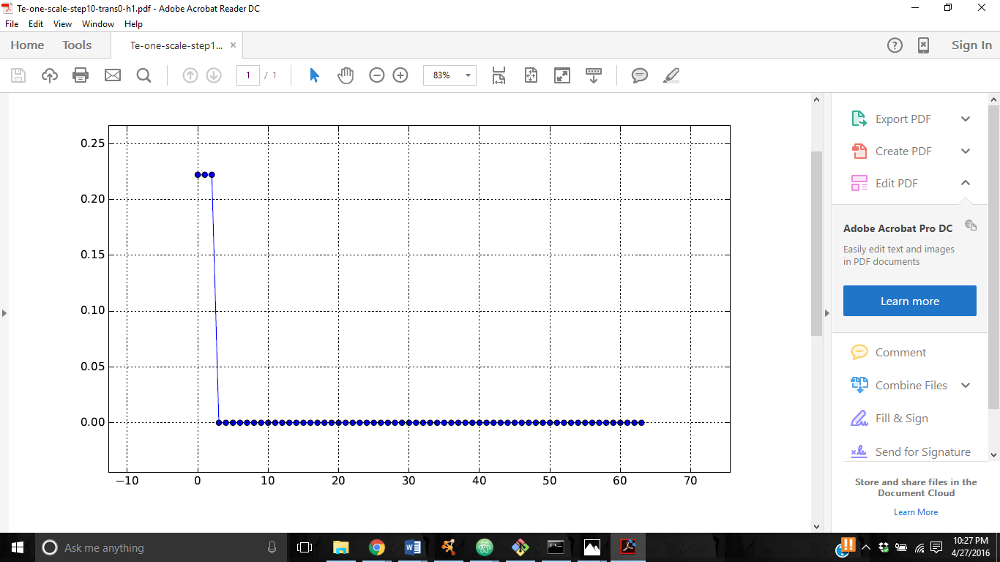 Te-one-scale-step10-trans0-h1.pdf - Adobe Acrobat Reader DC
File Edit View Window Help
Home Tools Te-one-scale-step1... × ? Sign In
1 / 1 83%
0.25
0.20
0.15
0.10
0.05
0.00
−10 0 10 20 30 40 50 60 70
Export PDF
Create PDF
Edit PDF
Adobe Acrobat Pro DC
Easily edit text and images
in PDF documents
Learn more
Comment
Combine Files
Fill & Sign
Send for Signature
Store and share files in the
Document Cloud
Learn More
Ask me anything
10:27 PM
4/27/2016